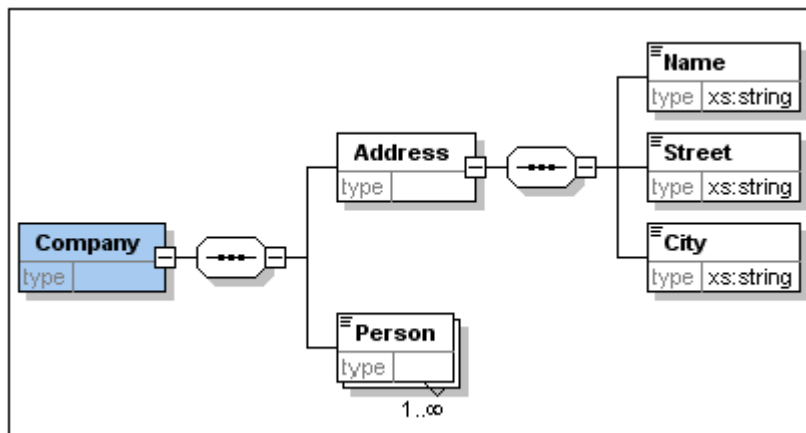 Name
type xs:string
Address
type
Street
type xs:string
Company
type
City
type xs:string
Person
type
1..∞